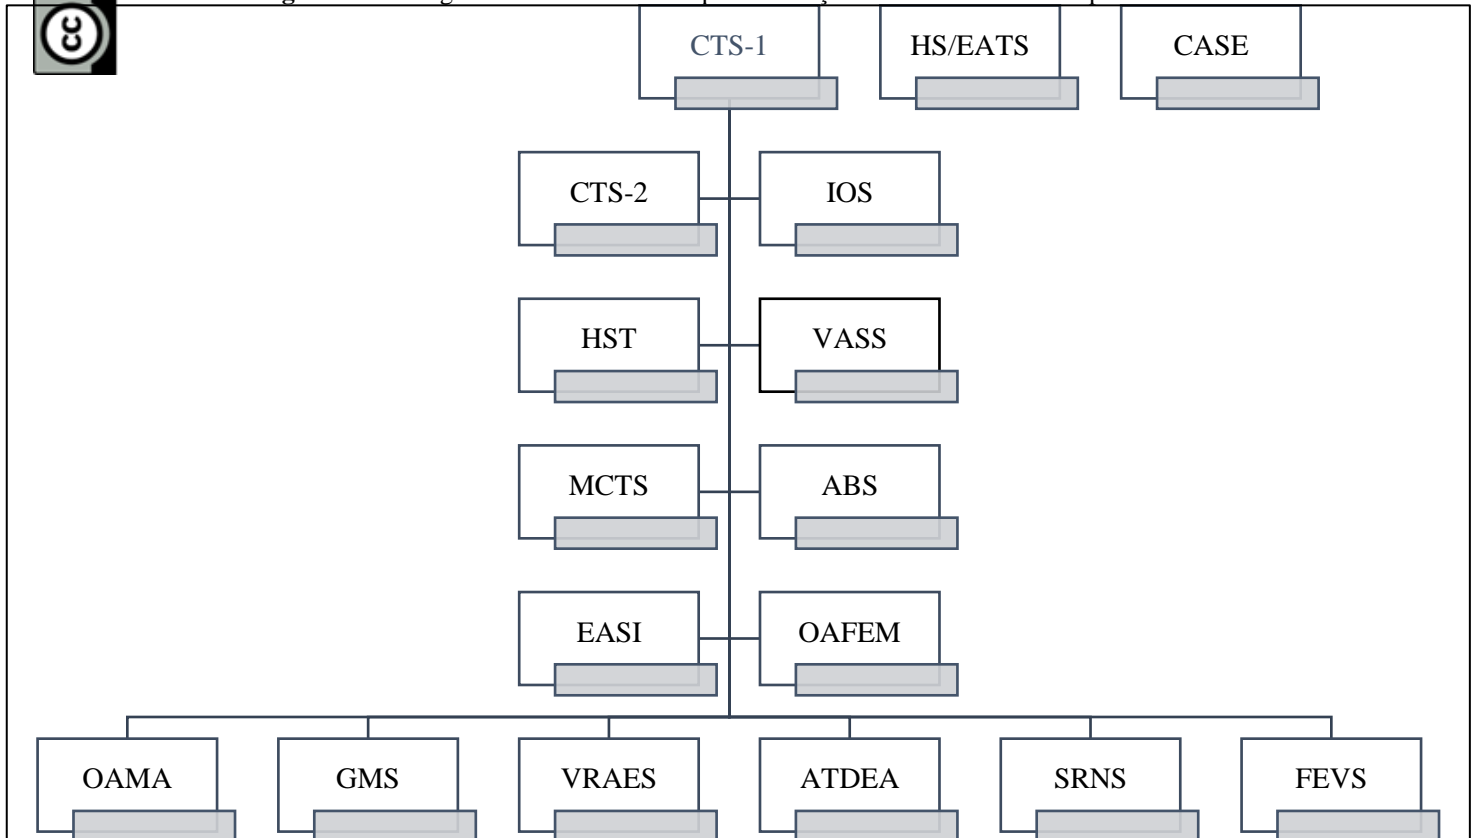 CTS-1 HS/EATS CASE
CTS-2 IOS
HST VASS
MCTS ABS
EASI OAFEM
OAMA GMS VRAES ATDEA SRNS FEVS